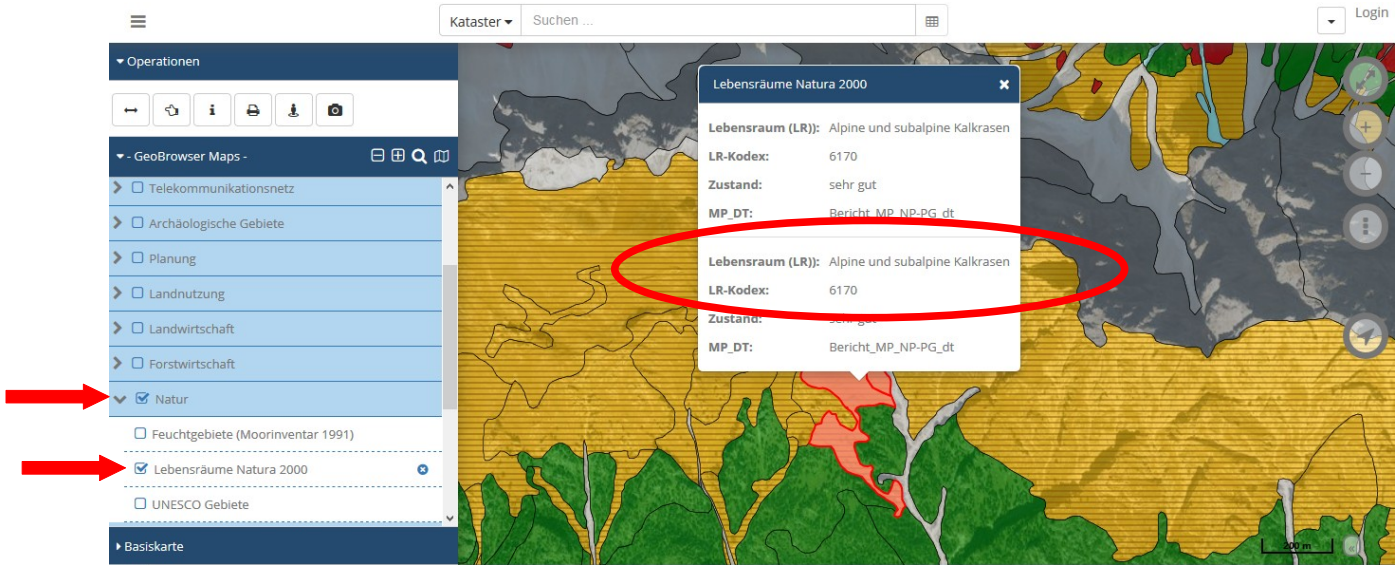 Kataster Suchen ... Login
Operationen
- GeoBrowser Maps -
Telekommunikationsnetz
Archäologische Gebiete
Planung
Landnutzung
Landwirtschaft
Forstwirtschaft
Natur
Feuchtgebiete (Moorinventar 1991)
Lebensräume Natura 2000
UNESCO Gebiete
Basiskarte
Lebensräume Natura 2000
Lebensraum (LR)): Alpine und subalpine Kalkrasen
LR-Kodex: 6170
Zustand: sehr gut
MP_DT: Bericht_MP_NP-PG_dt
Lebensraum (LR)): Alpine und subalpine Kalkrasen
LR-Kodex: 6170
Zustand: sehr gut
MP_DT: Bericht_MP_NP-PG_dt
200 m